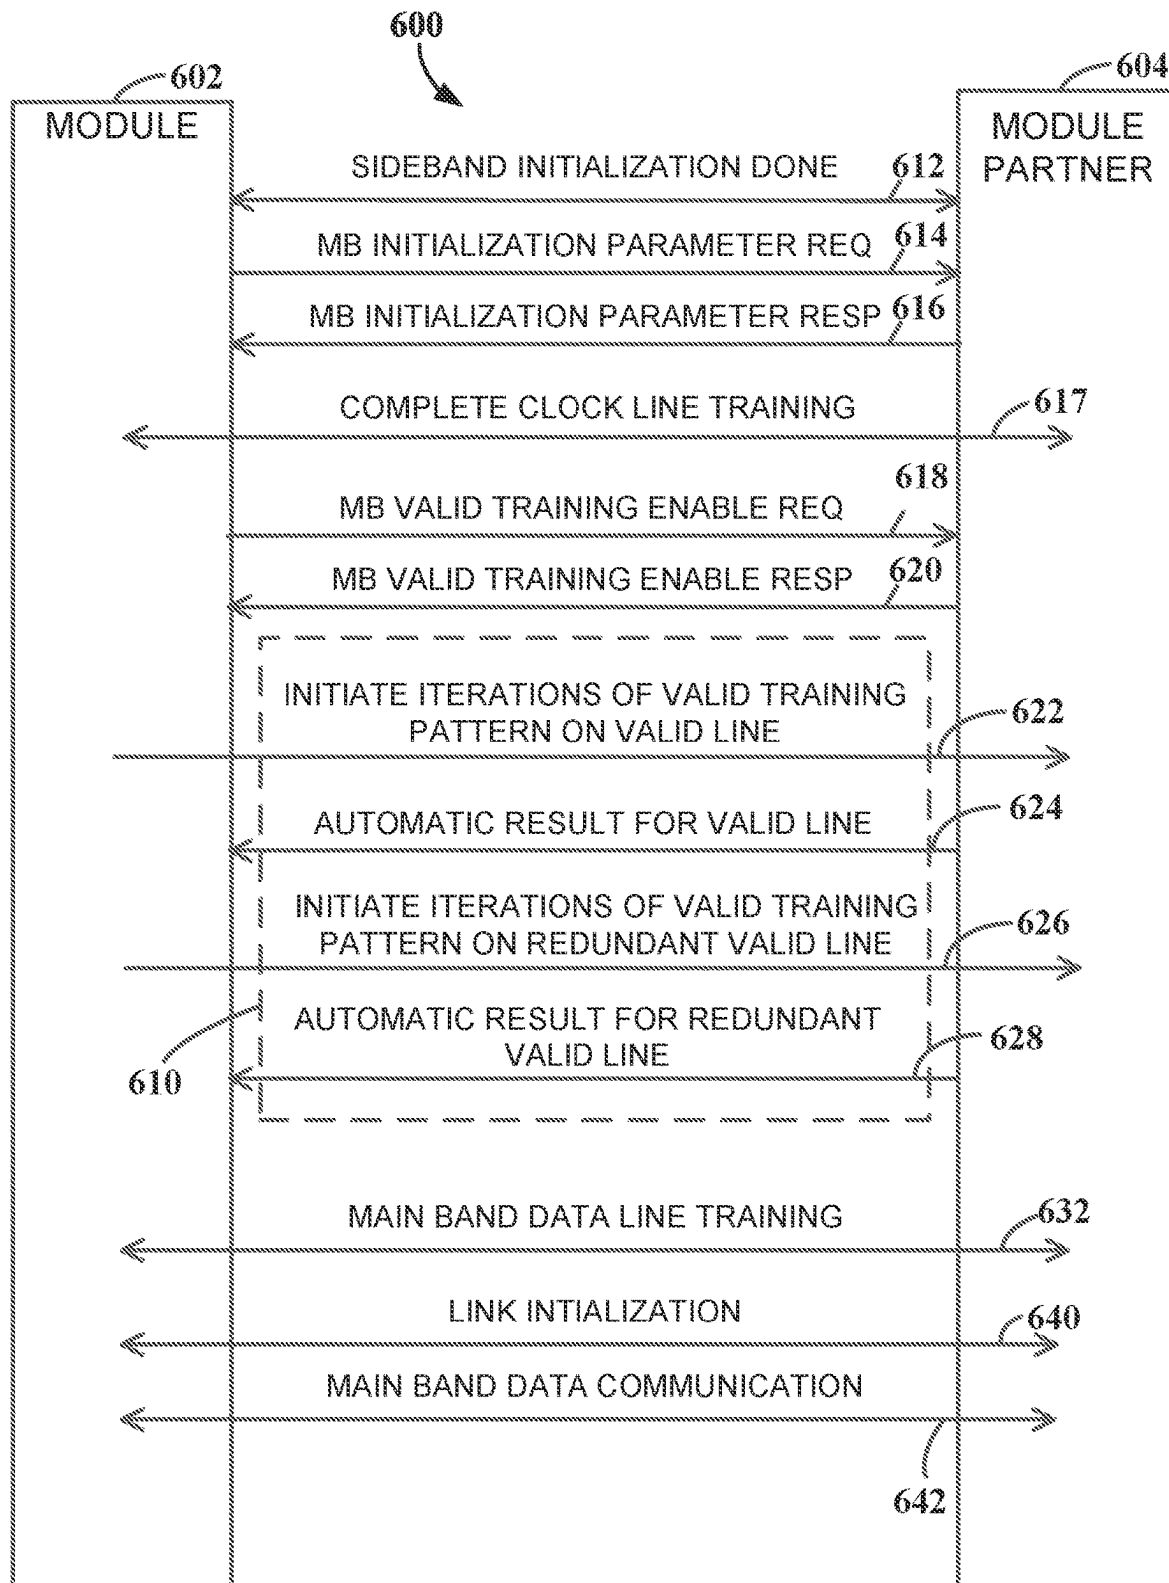 600
602
604
MODULE
MODULE
PARTNER
SIDEBAND INITIALIZATION DONE
612
MB INITIALIZATION PARAMETER REQ
614
MB INITIALIZATION PARAMETER RESP
616
COMPLETE CLOCK LINE TRAINING
617
618
MB VALID TRAINING ENABLE REQ
MB VALID TRAINING ENABLE RESP
620
INITIATE ITERATIONS OF VALID TRAINING
PATTERN ON VALID LINE
622
AUTOMATIC RESULT FOR VALID LINE
624
INITIATE ITERATIONS OF VALID TRAINING
PATTERN ON REDUNDANT VALID LINE
626
AUTOMATIC RESULT FOR REDUNDANT
VALID LINE
628
610
MAIN BAND DATA LINE TRAINING
632
LINK INTIALIZATION
640
MAIN BAND DATA COMMUNICATION
642